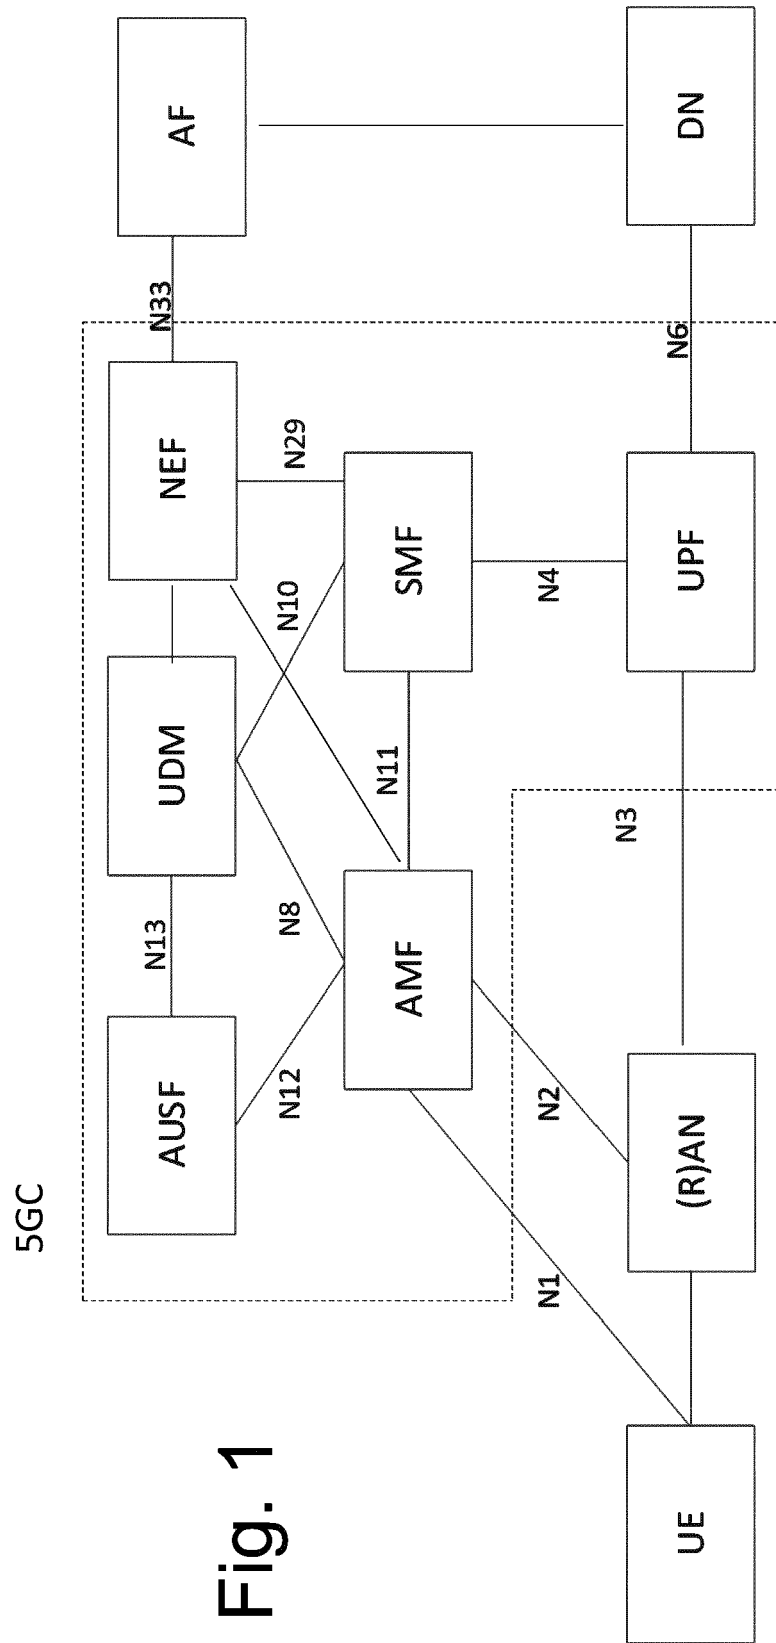 5GC
AUSF
N13
UDM
NEF
N33
AF
N12
N8
N10
N29
AMF
N11
SMF
N1
N2
N3
N4
N6
UE
(R)AN
UPF
DN
Fig. 1